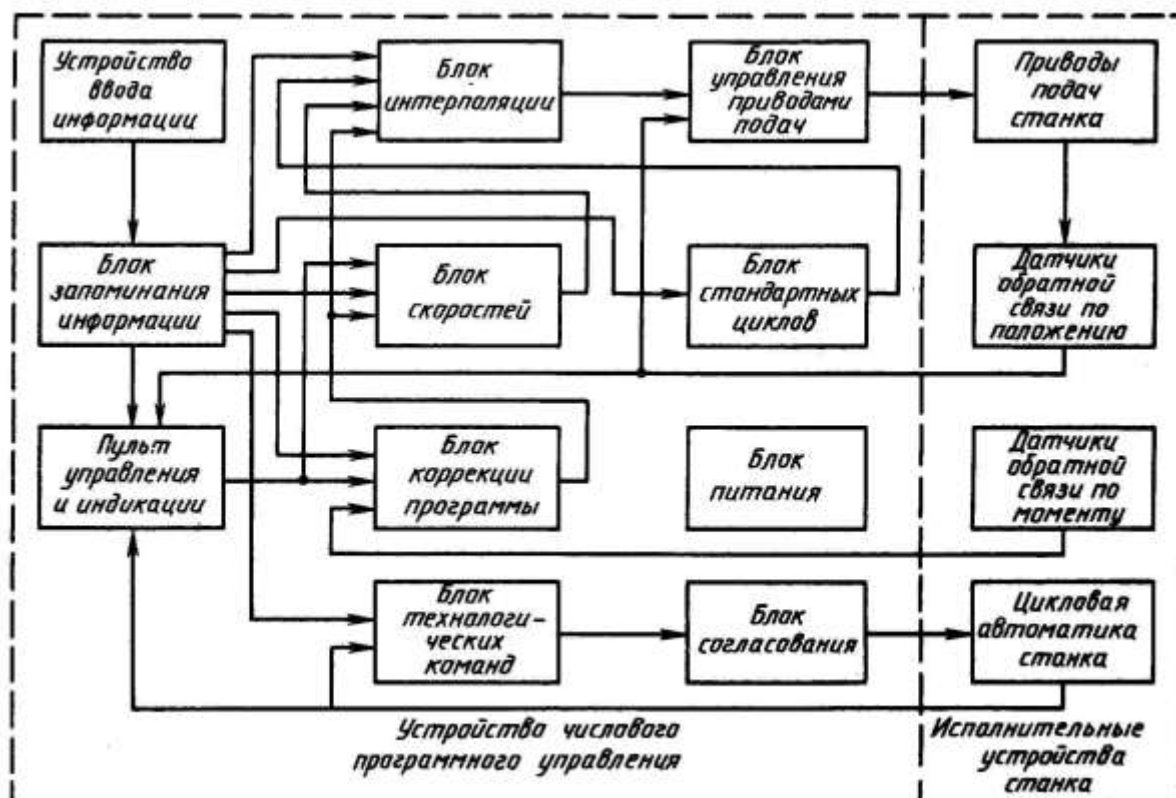 Устройство
ввода
информации
Блок
интерполяции
Блок
управления
приводами
подач
Приводы
подач
станка
Блок
запоминания
информации
Блок
скоростей
Блок
стандартных
циклов
Датчики
обратной
связи по
положению
Пульт
управления
и индикации
Блок
коррекции
программы
Блок
питания
Датчики
обратной
связи по
моменту
Блок
технологи-
ческих
команд
Блок
согласования
Цикловая
автоматика
станка
Устройства числового
программного управления
Исполнительные
устройства
станка